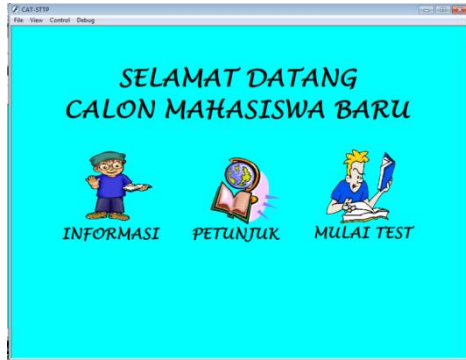 CAT-STTP
File View Control Debug
SELAMAT DATANG
CALON MAHASISWA BARU
INFORMASI PETUNJUK MULAI TEST